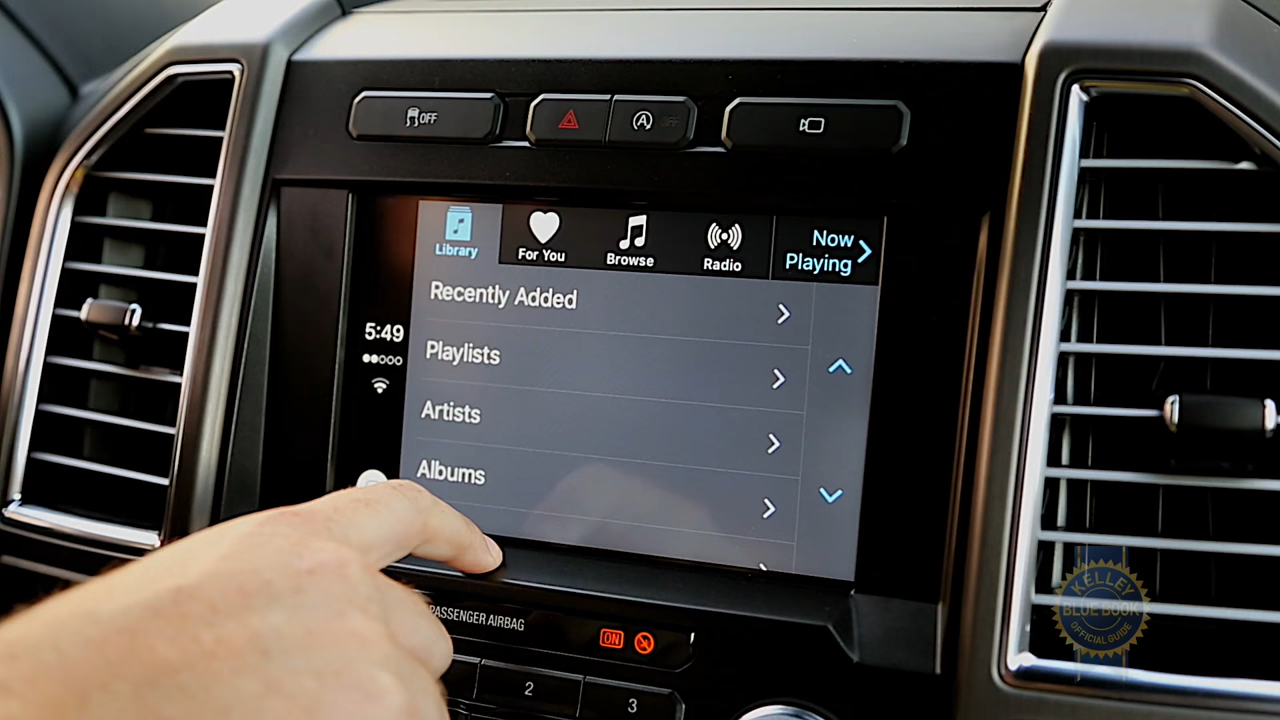 OFF
A OFF
Library
For You
Browse
Radio
Now
Playing
Recently Added
5:49
Playlists
Artists
Albums
PASSENGER AIRBAG
ON
2
3
KELLEY
BLUE BOOK
OFFICIAL GUIDE